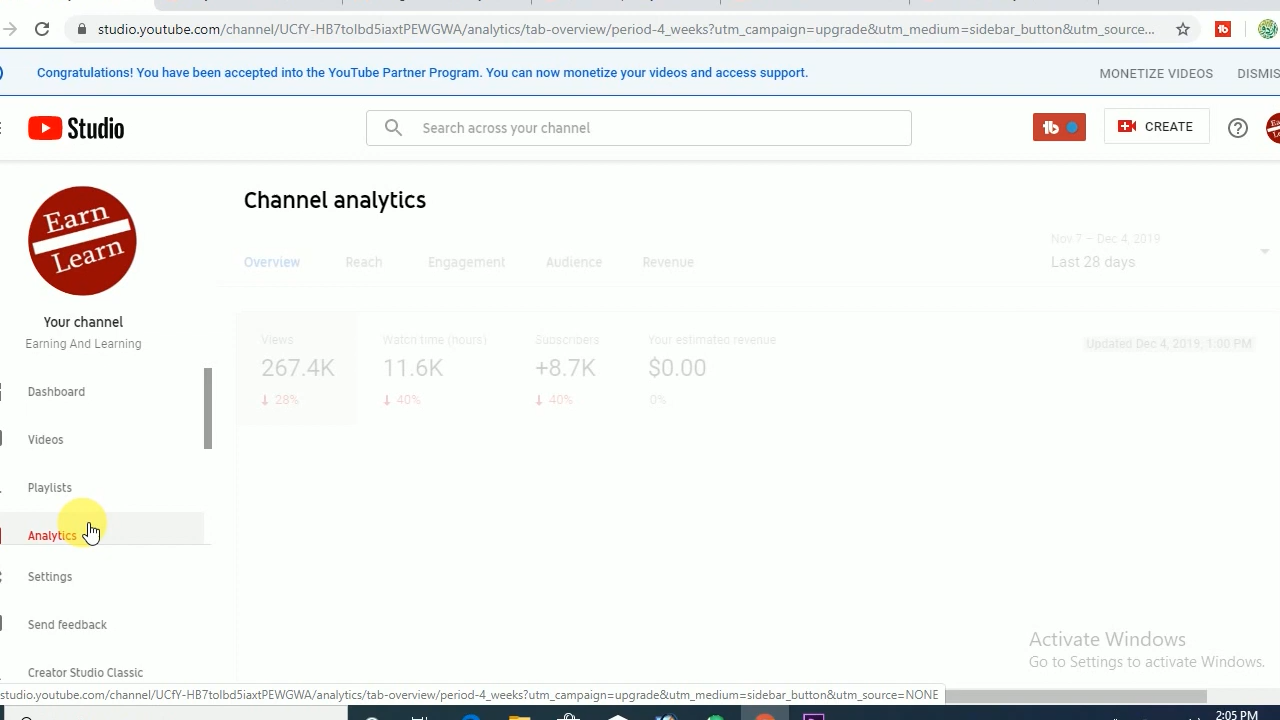 studio.youtube.com/channel/UCfY-HB7tolbd5iaxtPEWGWA/analytics/tab-overview/period-4_weeks?utm_campaign=upgrade&utm_medium=sidebar_button&utm_source...
Congratulations! You have been accepted into the YouTube Partner Program. You can now monetize your videos and access support.
MONETIZE VIDEOS
DISMIS
Studio
Search across your channel
CREATE
Earn
Learn
Your channel
Earning And Learning
Dashboard
Videos
Playlists
Analytics
Settings
Send feedback
Creator Studio Classic
Channel analytics
Overview
Reach
Engagement
Audience
Revenue
Nov 7 – Dec 4, 2019
Last 28 days
Views
267.4K
28%
Watch time (hours)
11.6K
40%
Subscribers
+8.7K
40%
Your estimated revenue
$0.00
0%
Updated Dec 4, 2019, 1:00 PM
Activate Windows
Go to Settings to activate Windows.
studio.youtube.com/channel/UCfY-HB7tolbd5iaxtPEWGWA/analytics/tab-overview/period-4_weeks?utm_campaign=upgrade&utm_medium=sidebar_button&utm_source=NONE
2:05 PM